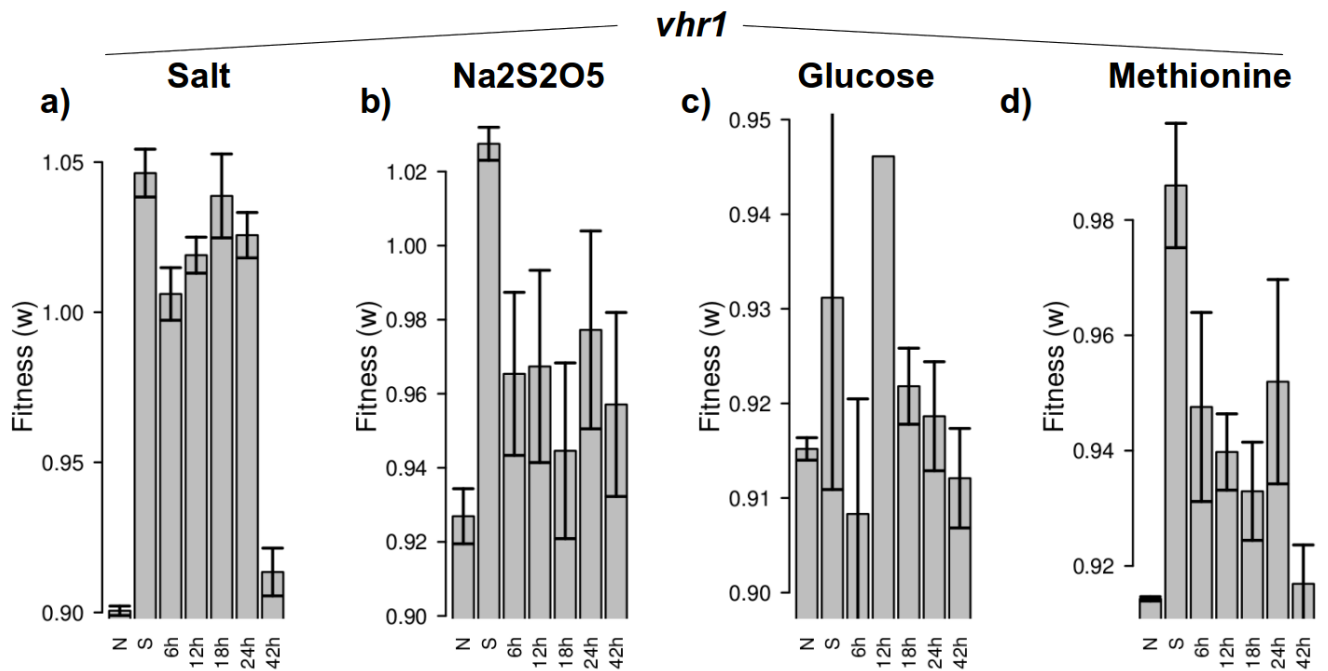 vhr1
Salt
Na2S2O5
Glucose
Methionine
a)
b)
c)
d)
Fitness (w)
1.05
1.00
0.95
0.90
N S 6h 12h 18h 24h 42h
Fitness (w)
1.02
1.00
0.98
0.96
0.94
0.92
0.90
N S 6h 12h 18h 24h 42h
Fitness (w)
0.95
0.94
0.93
0.92
0.91
0.90
N S 6h 12h 18h 24h 42h
Fitness (w)
0.98
0.96
0.94
0.92
N S 6h 12h 18h 24h 42h